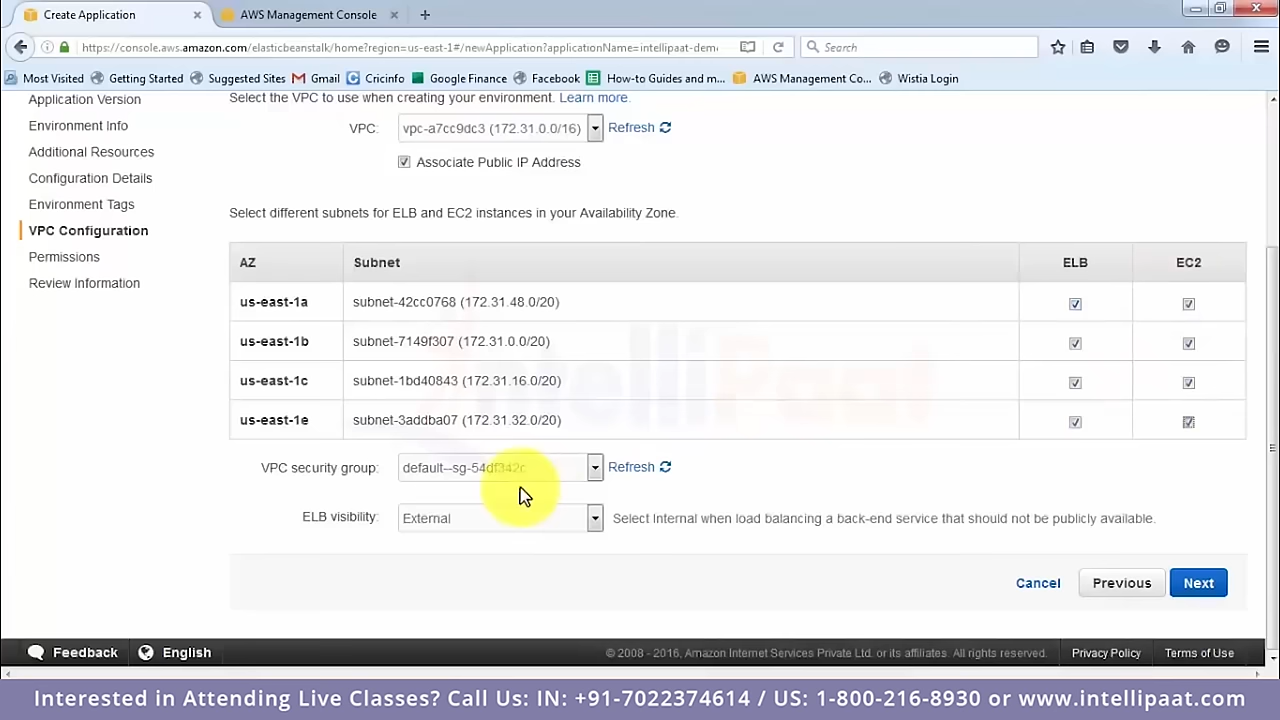 Create Application
AWS Management Console
https://console.aws.amazon.com/elasticbeanstalk/home?region=us-east-1#/newApplication?applicationName=intellipaat-dem
Search
Most Visited
Getting Started
Suggested Sites
Gmail
Cricinfo
Google Finance
Facebook
How-to Guides and m...
AWS Management Co...
Wistia Login
Application Version
Environment Info
Additional Resources
Configuration Details
Environment Tags
VPC Configuration
Permissions
Review Information
Select the VPC to use when creating your environment. Learn more.
VPC: vpc-a7cc9dc3 (172.31.0.0/16) Refresh
Associate Public IP Address
Select different subnets for ELB and EC2 instances in your Availability Zone.
AZ Subnet ELB EC2
us-east-1a subnet-42cc0768 (172.31.48.0/20)
us-east-1b subnet-7149f307 (172.31.0.0/20)
us-east-1c subnet-1bd40843 (172.31.16.0/20)
us-east-1e subnet-3addba07 (172.31.32.0/20)
intelliPaat
VPC security group: default--sg-54df342c Refresh
ELB visibility: External Select Internal when load balancing a back-end service that should not be publicly available.
Cancel Previous Next
Feedback English © 2008 - 2016, Amazon Internet Services Private Ltd. or its affiliates. All rights reserved. Privacy Policy Terms of Use
Interested in Attending Live Classes? Call Us: IN: +91-7022374614 / US: 1-800-216-8930 or www.intellipaat.com